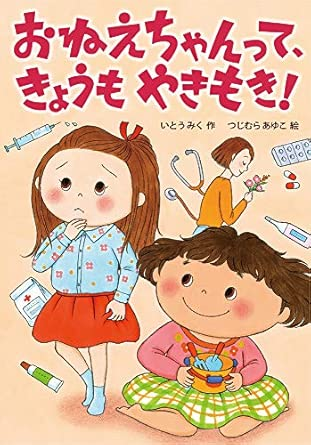 おねえちゃんって、
きょうも やきもき!
いとうみく 作　つじむらあゆこ 絵